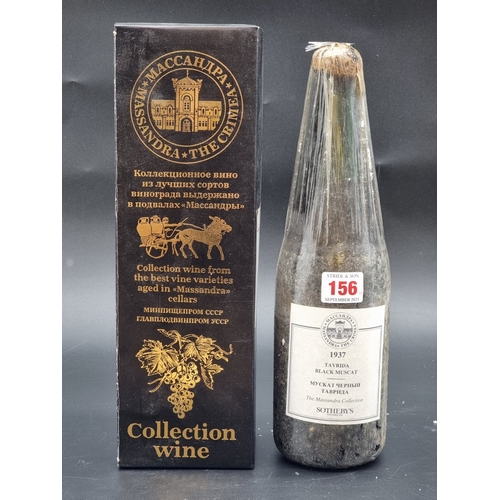 МАССАНДРА
MASSANDRA ★ THE CRIMEA
Коллекционное вино
из лучших сортов
винограда выдержано
в подвалах «Массандры»
Collection wine from
the best vine varieties
aged in «Massandra»
cellars
МИНПИЩЕПРОМ СССР
ГЛАВПЛОДВИНПРОМ УССР
Collection
wine
156
1937
TAVRIDA
BLACK MUSCAT
МУСКАТ ЧЕРНЫЙ
ТАВРИДА
The Massandra Collection
SOTHEBY'S